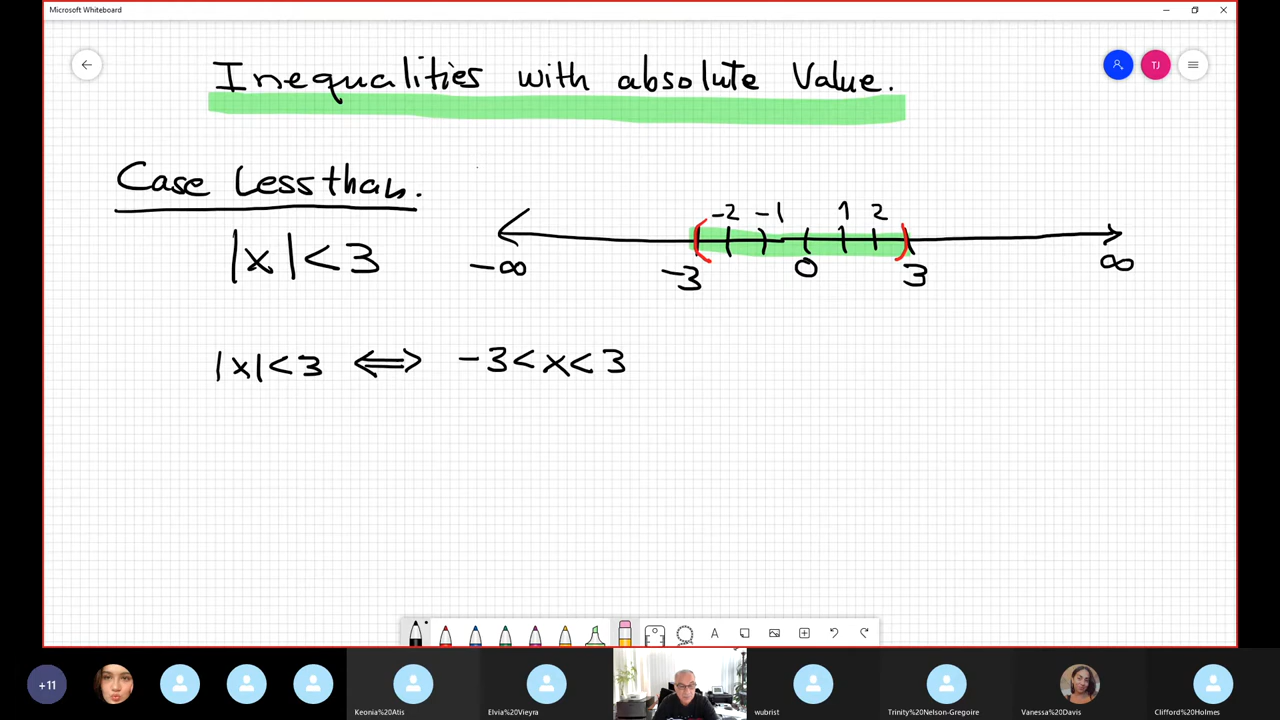 Microsoft Whiteboard
Inequalities with absolute Value.
TJ
Case Less than.
|x| < 3
-2 -1 1 2
-∞ -3 0 3 ∞
|x| < 3 ⟺ -3 < x < 3
A
+11
Keonia%20Atis
Elvia%20Vieyra
wubrist
Trinity%20Nelson-Gregoire
Vanessa%20Davis
Clifford%20Holmes